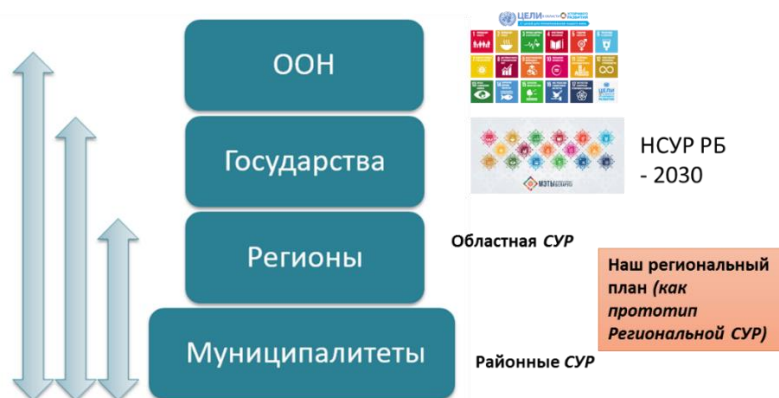 ООН
ЦЕЛИ
Государства
НСУР РБ
- 2030
Регионы
Областная СУР
Наш региональный
план (как
прототип
Региональной СУР)
Муниципалитеты
Районные СУР